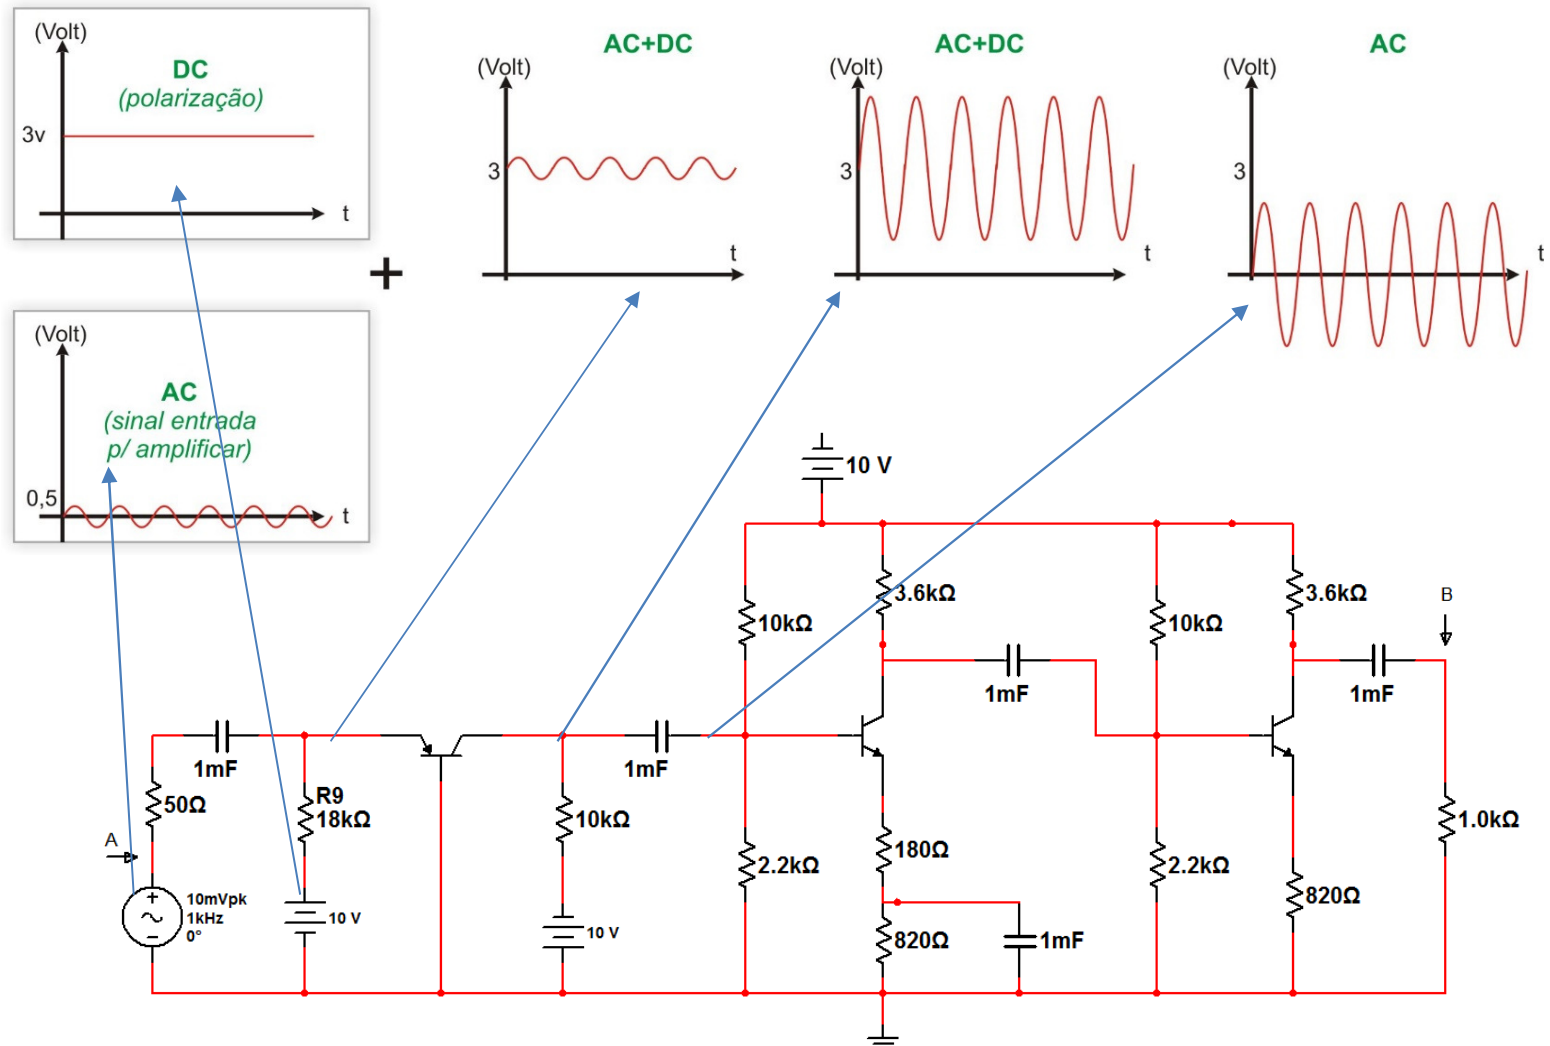 (Volt)
DC
(polarização)
3v
t
+
(Volt)
AC
(sinal entrada
p/ amplificar)
0,5
t
AC+DC
(Volt)
3
t
AC+DC
(Volt)
3
t
AC
(Volt)
3
t
10 V
3.6kΩ
3.6kΩ
B
10kΩ
10kΩ
1mF
1mF
1mF
1mF
50Ω
R9
18kΩ
10kΩ
1.0kΩ
A
180Ω
2.2kΩ
2.2kΩ
820Ω
+
10mVpk
1kHz
0°
10 V
10 V
820Ω
1mF